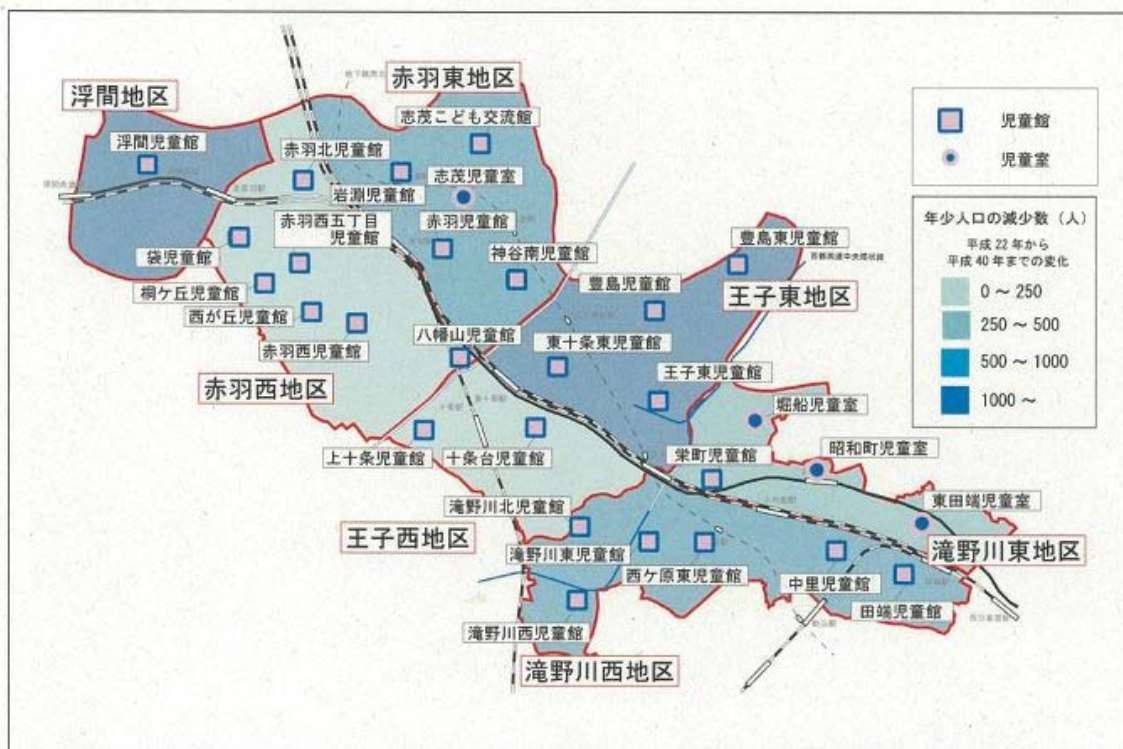 浮間地区
赤羽東地区
志茂こども交流館
浮間児童館
赤羽北児童館
岩淵児童館
志茂児童室
赤羽西五丁目
児童館
赤羽児童館
袋児童館
神谷南児童館
豊島東児童館
桐ケ丘児童館
豊島児童館
王子東地区
西が丘児童館
八幡山児童館
東十条東児童館
赤羽西児童館
王子東児童館
赤羽西地区
堀船児童室
上十条児童館
十条台児童館
栄町児童館
昭和町児童室
滝野川北児童館
東田端児童室
王子西地区
滝野川東児童館
滝野川東地区
西ケ原東児童館
中里児童館
田端児童館
滝野川西児童館
滝野川西地区
児童館
児童室
年少人口の減少数（人）
平成22年から
平成40年までの変化
0～250
250～500
500～1000
1000～
首都高速中央環状線